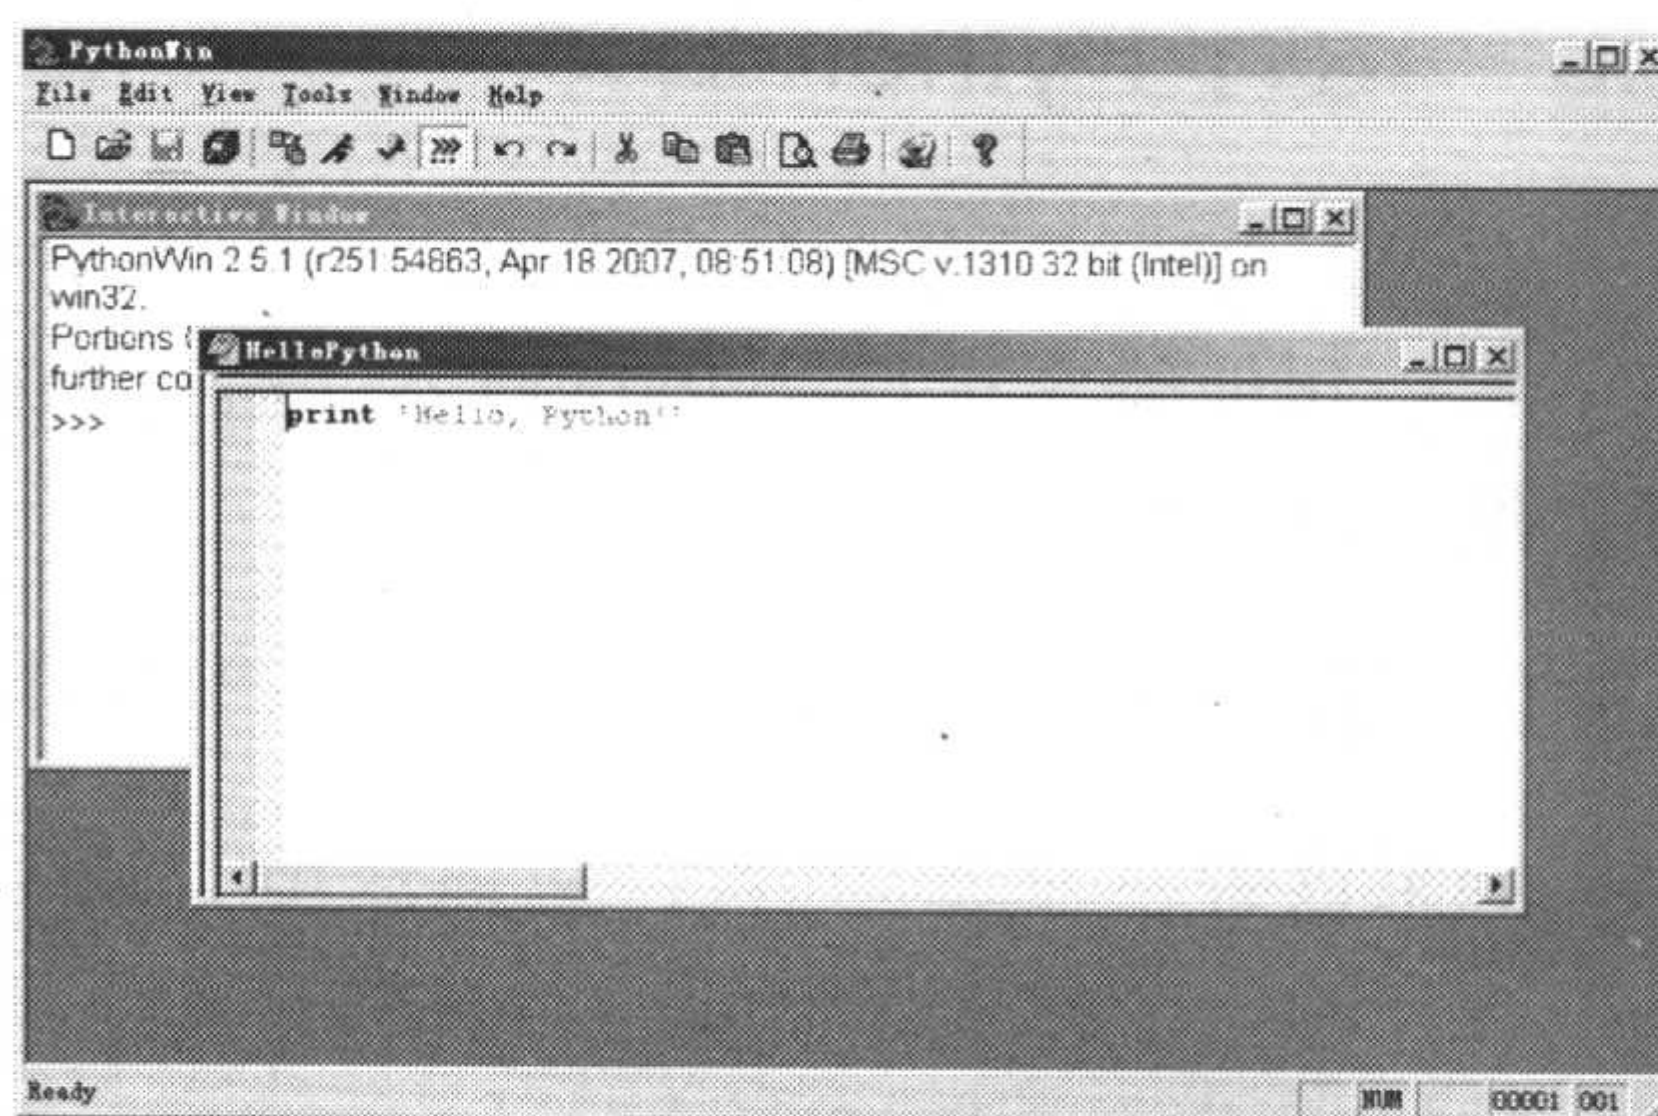 PythonWin
File Edit View Tools Window Help
Interactive Window
PythonWin 2.5.1 (r251:54863, Apr 18 2007, 08:51:08) [MSC v.1310 32 bit (Intel)] on
win32.
Portions
further co
>>>
HelloPython
print 'Hello, Python!'
Ready
NUM
00001 001